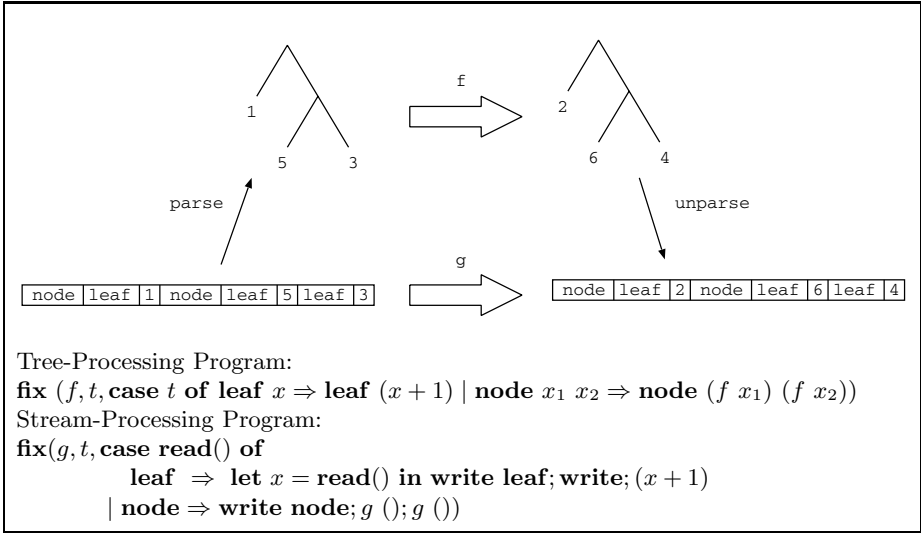 f
1
2
5 3
6 4
parse
unparse
g
node leaf 1 node leaf 5 leaf 3
node leaf 2 node leaf 6 leaf 4
Tree-Processing Program:
fix (f, t, case t of leaf x ⇒ leaf (x + 1) | node x₁ x₂ ⇒ node (f x₁) (f x₂))
Stream-Processing Program:
fix(g, t, case read() of
leaf ⇒ let x = read() in write leaf; write; (x + 1)
| node ⇒ write node; g (); g ())